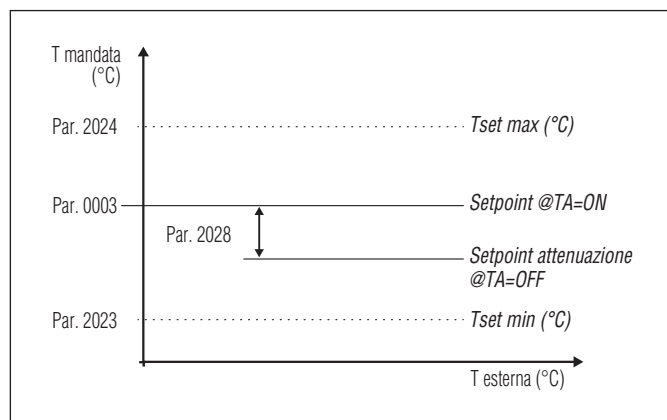 T mandata
(°C)
Par. 2024
Tset max (°C)
Par. 0003
Setpoint @TA=ON
Par. 2028
Setpoint attenuazione
@TA=OFF
Par. 2023
Tset min (°C)
T esterna (°C)